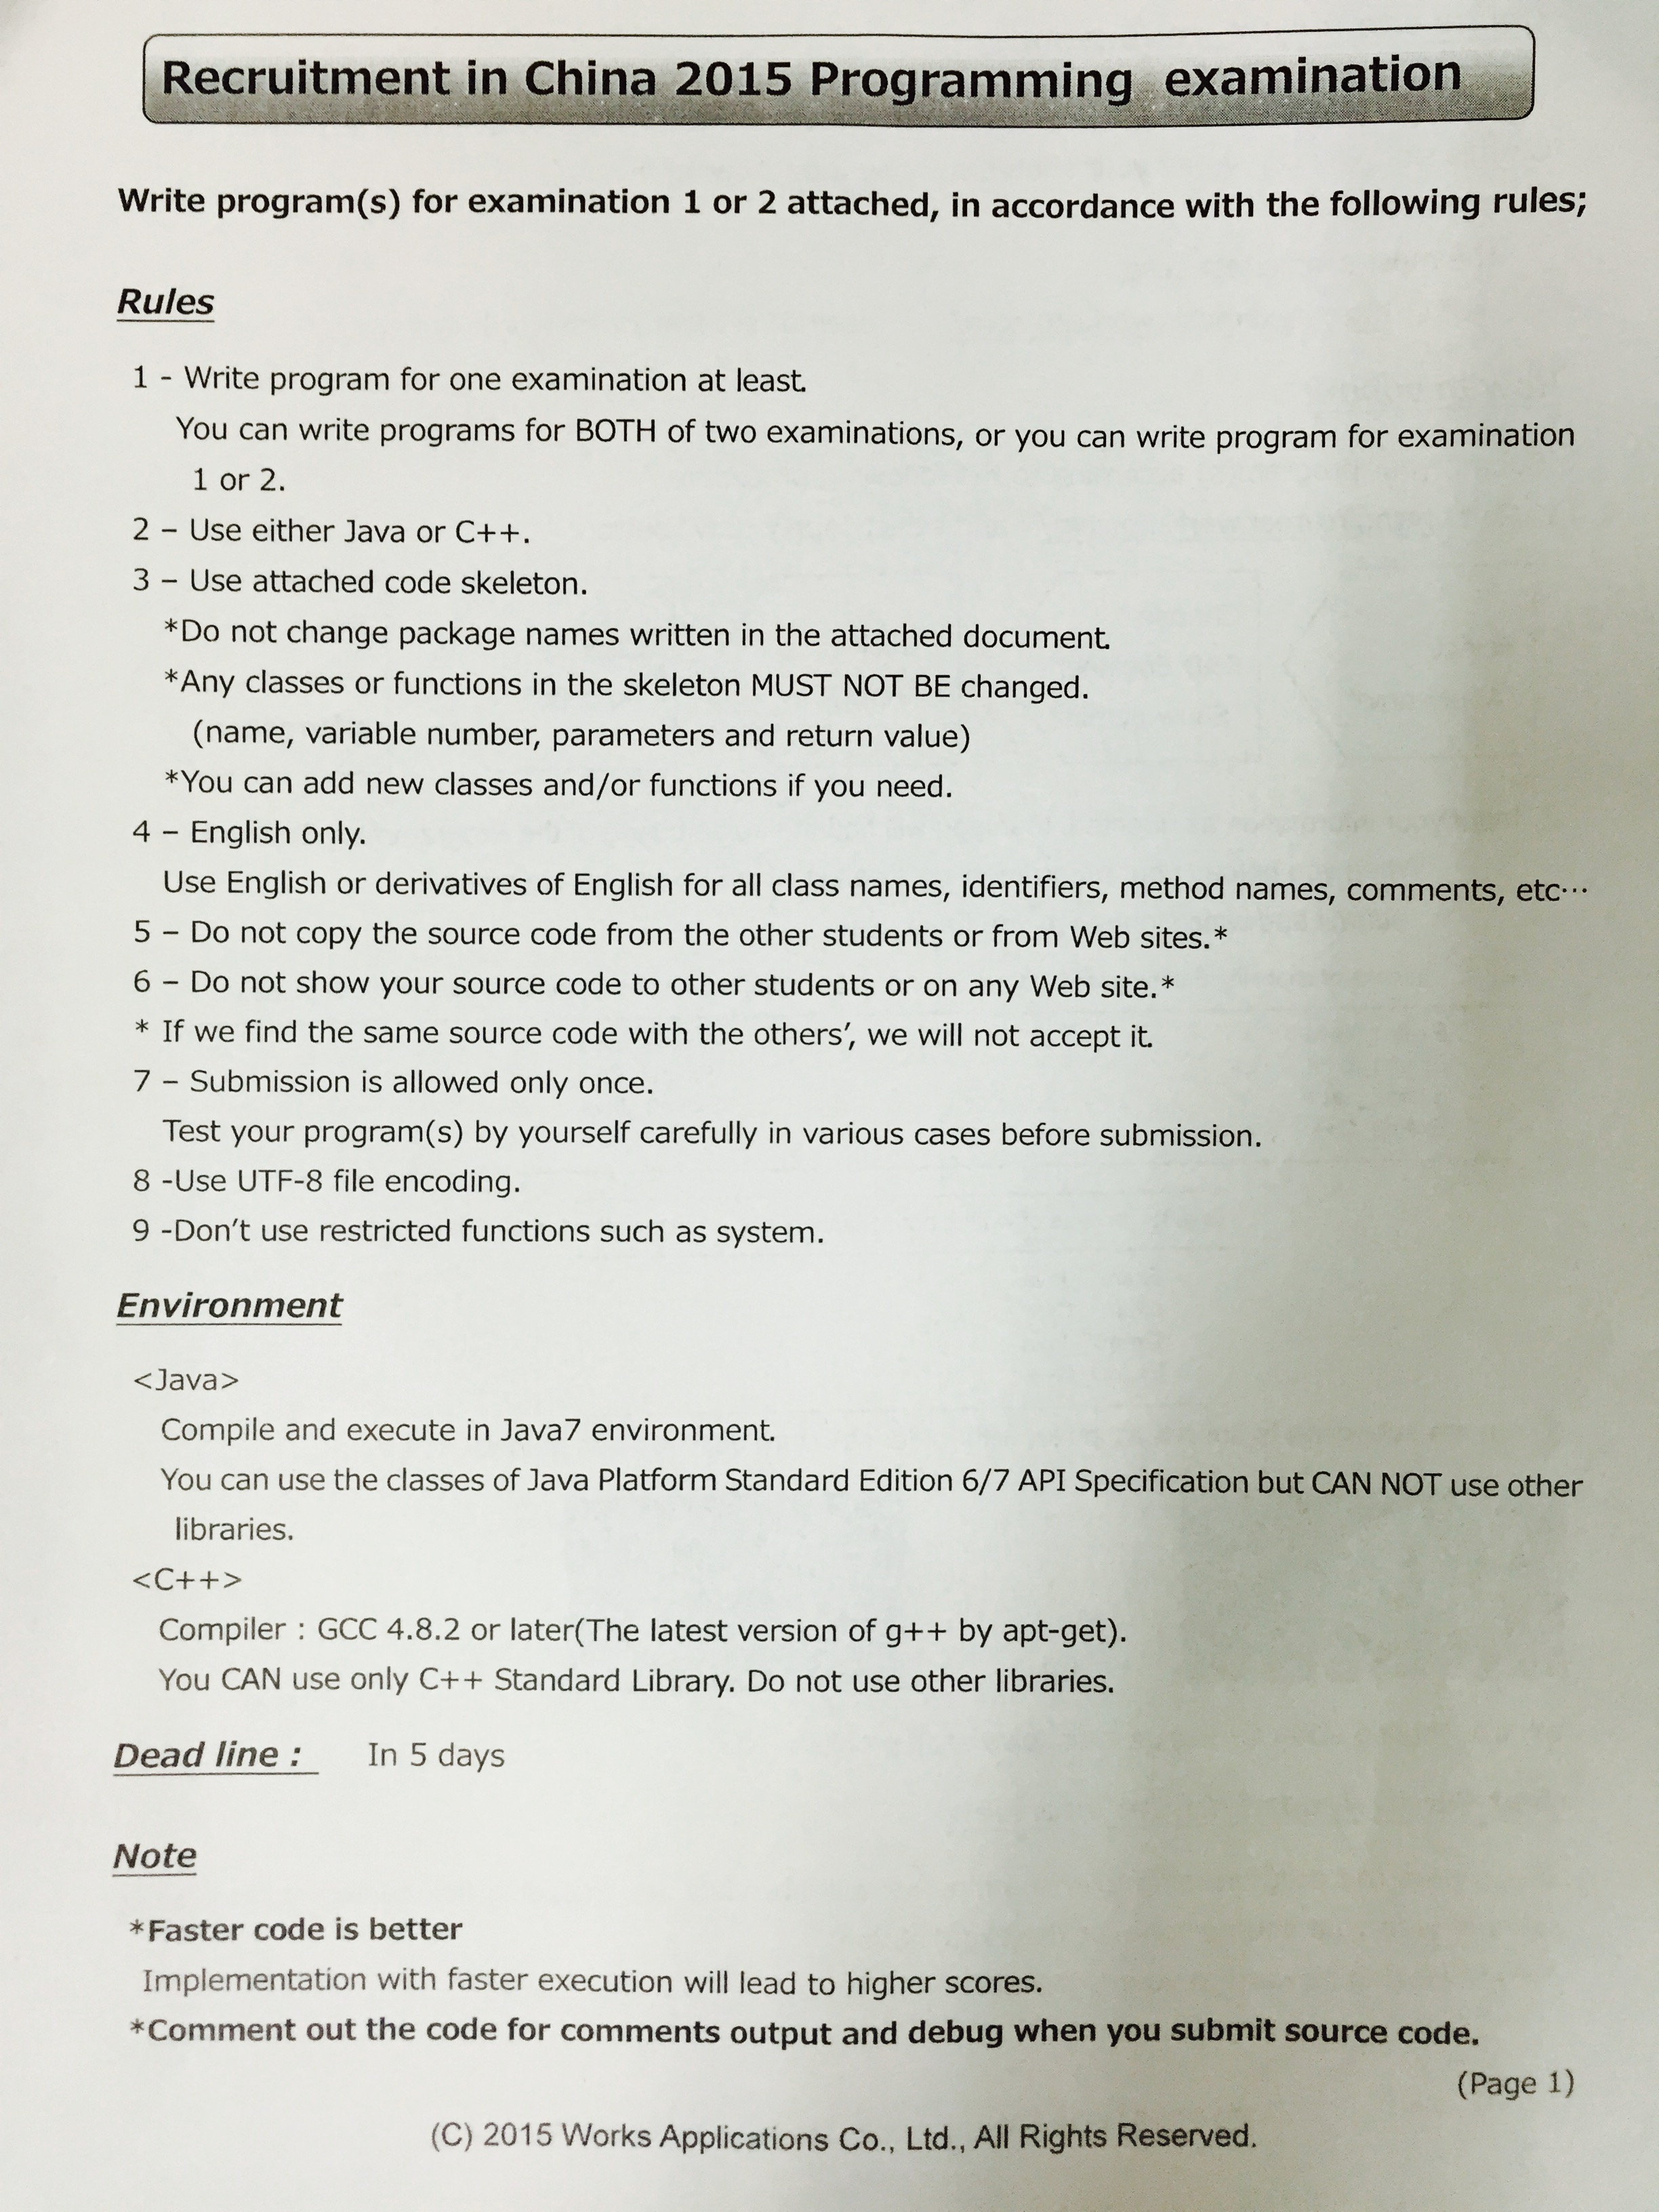 Recruitment in China 2015 Programming examination
Write program(s) for examination 1 or 2 attached, in accordance with the following rules;
Rules
1 - Write program for one examination at least.
You can write programs for BOTH of two examinations, or you can write program for examination
1 or 2.
2 – Use either Java or C++.
3 – Use attached code skeleton.
*Do not change package names written in the attached document.
*Any classes or functions in the skeleton MUST NOT BE changed.
(name, variable number, parameters and return value)
*You can add new classes and/or functions if you need.
4 – English only.
Use English or derivatives of English for all class names, identifiers, method names, comments, etc…
5 – Do not copy the source code from the other students or from Web sites.*
6 – Do not show your source code to other students or on any Web site.*
* If we find the same source code with the others’, we will not accept it.
7 – Submission is allowed only once.
Test your program(s) by yourself carefully in various cases before submission.
8 -Use UTF-8 file encoding.
9 -Don’t use restricted functions such as system.
Environment
<Java>
Compile and execute in Java7 environment.
You can use the classes of Java Platform Standard Edition 6/7 API Specification but CAN NOT use other
libraries.
<C++>
Compiler : GCC 4.8.2 or later(The latest version of g++ by apt-get).
You CAN use only C++ Standard Library. Do not use other libraries.
Dead line : In 5 days
Note
*Faster code is better
Implementation with faster execution will lead to higher scores.
*Comment out the code for comments output and debug when you submit source code.
(Page 1)
(C) 2015 Works Applications Co., Ltd., All Rights Reserved.